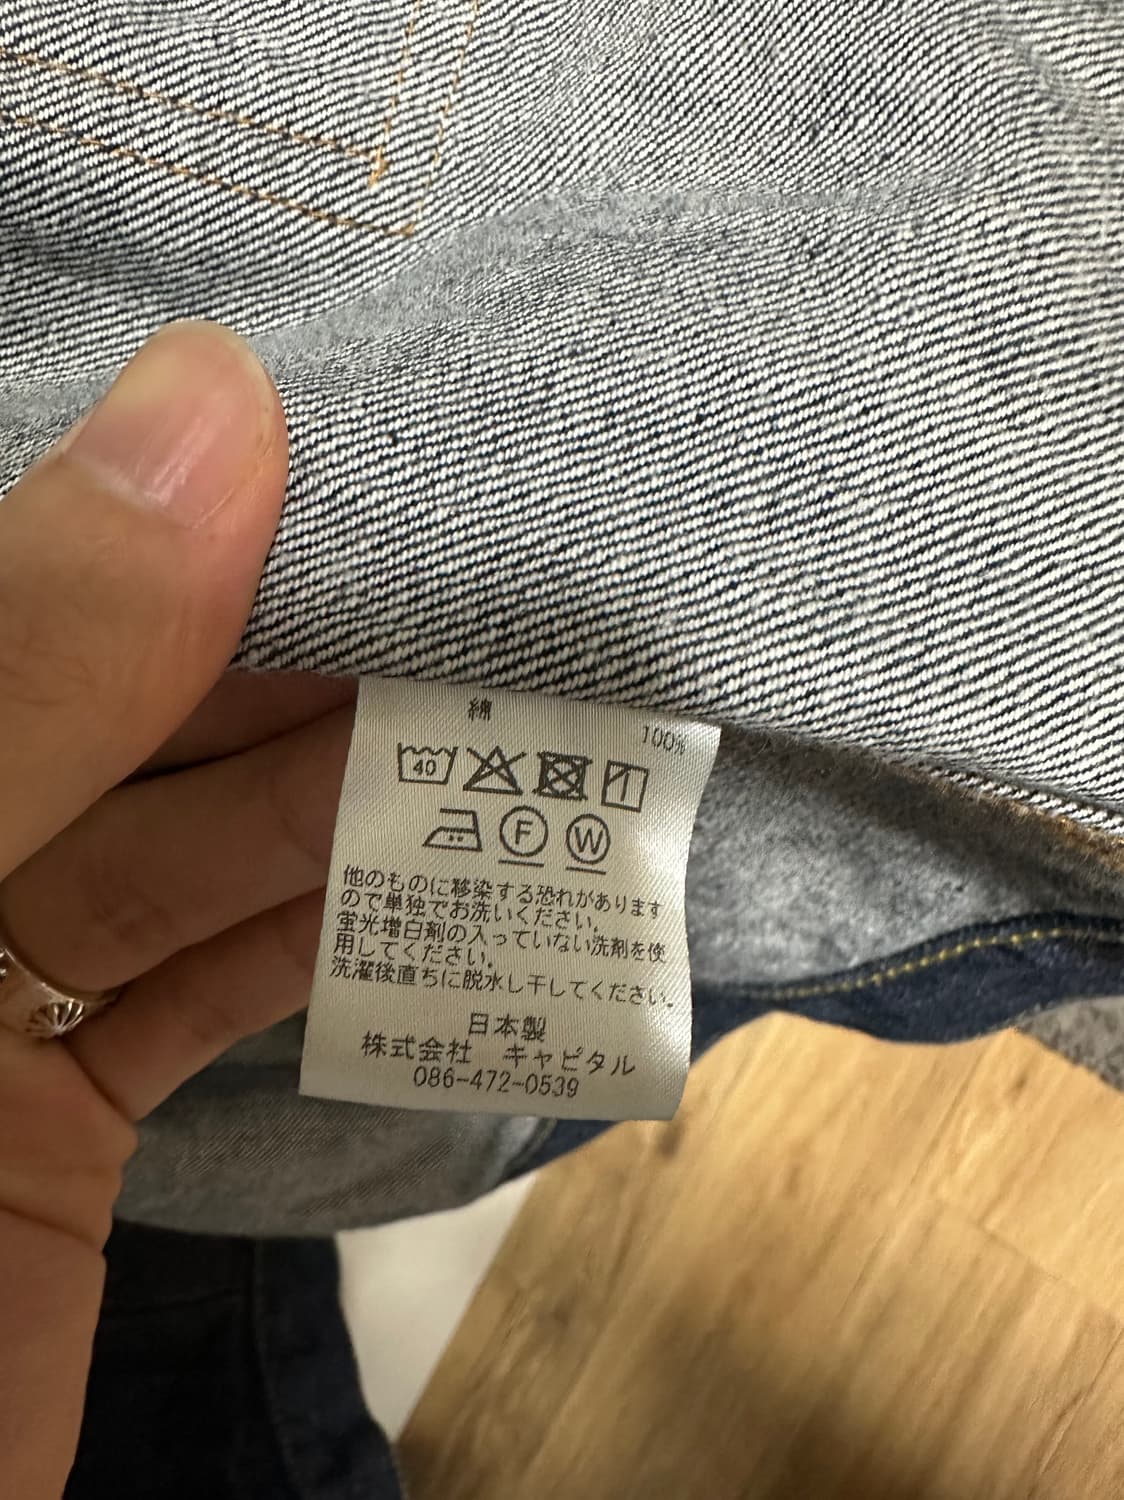 綿 100%
40
F W
他のものに移染する恐れがあります
ので単独でお洗いください。
蛍光増白剤の入っていない洗剤を使
用してください。
洗濯後直ちに脱水し干してください。
日本製
株式会社 キャピタル
086-472-0539